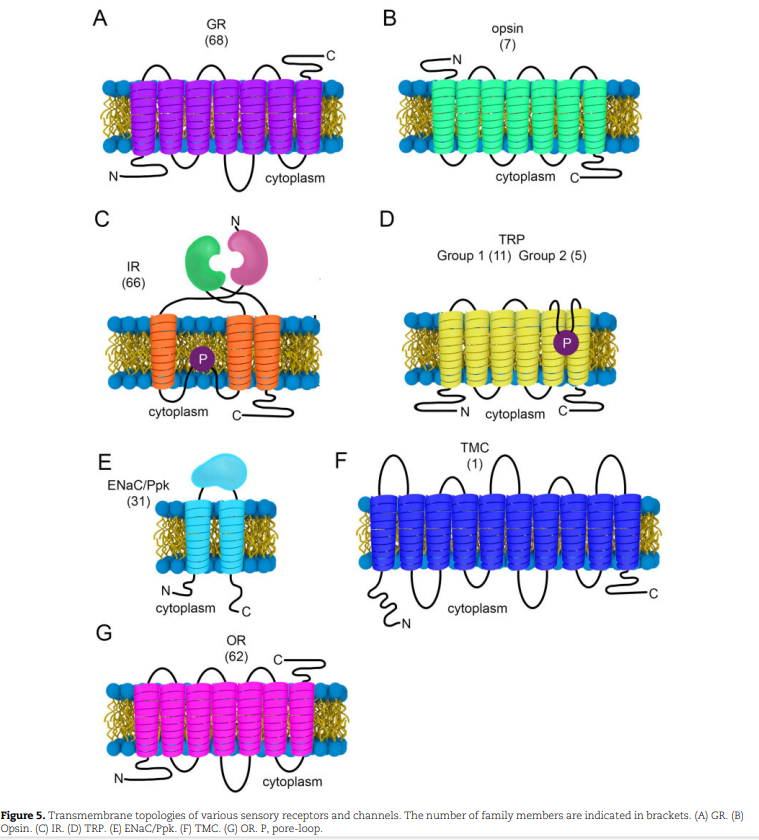 A
GR
(68)
C
N
cytoplasm
B
opsin
(7)
N
cytoplasm
C
C
N
IR
(66)
P
cytoplasm
C
D
TRP
Group 1 (11) Group 2 (5)
P
N
cytoplasm
C
E
ENaC/Ppk
(31)
N
cytoplasm
C
F
TMC
(1)
cytoplasm
C
N
G
OR
(62)
C
N
cytoplasm
Figure 5. Transmembrane topologies of various sensory receptors and channels. The number of family members are indicated in brackets. (A) GR. (B)
Opsin. (C) IR. (D) TRP. (E) ENaC/Ppk. (F) TMC. (G) OR. P, pore-loop.